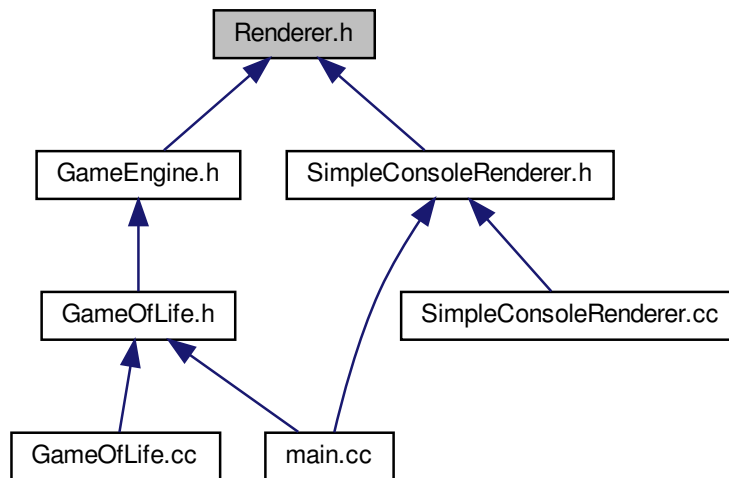 Renderer.h
GameEngine.h
SimpleConsoleRenderer.h
GameOfLife.h
SimpleConsoleRenderer.cc
GameOfLife.cc
main.cc